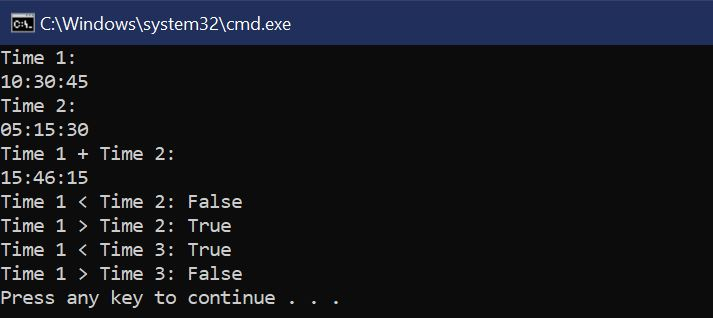 C:\Windows\system32\cmd.exe
Time 1:
10:30:45
Time 2:
05:15:30
Time 1 + Time 2:
15:46:15
Time 1 < Time 2: False
Time 1 > Time 2: True
Time 1 < Time 3: True
Time 1 > Time 3: False
Press any key to continue . . .